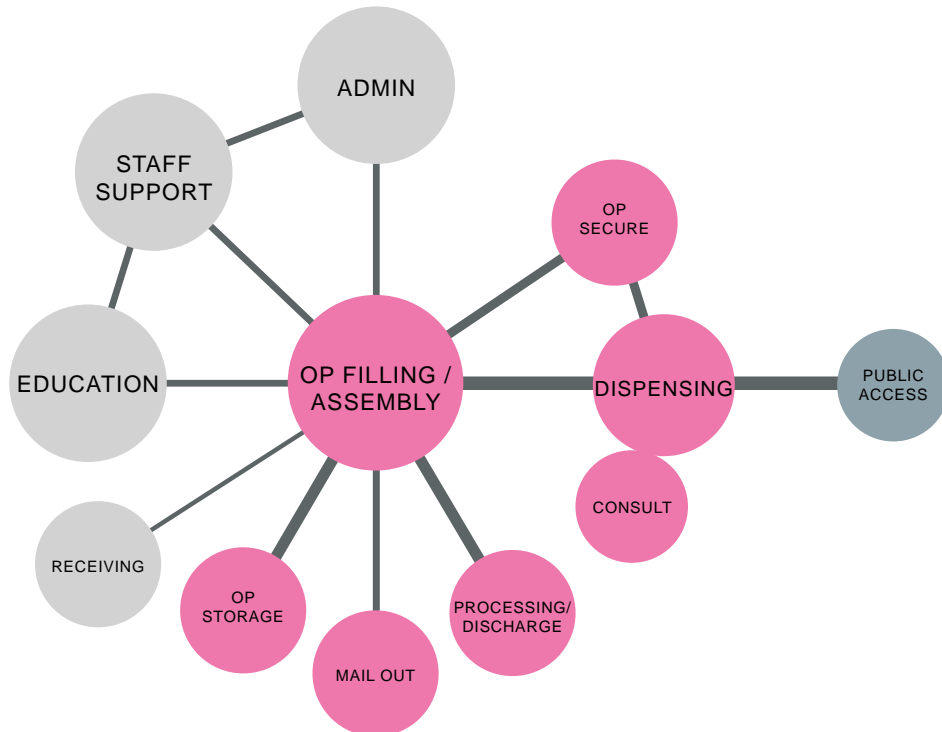 ADMIN
STAFF
SUPPORT
OP
SECURE
EDUCATION
OP FILLING /
ASSEMBLY
DISPENSING
PUBLIC
ACCESS
CONSULT
RECEIVING
OP
STORAGE
PROCESSING/
DISCHARGE
MAIL OUT